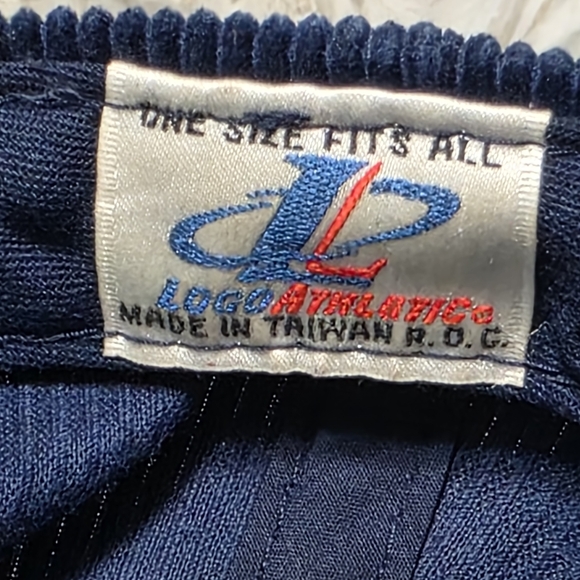 ONE SIZE FITS ALL
LOGO ATHLETIC
MADE IN TAIWAN R.O.C.